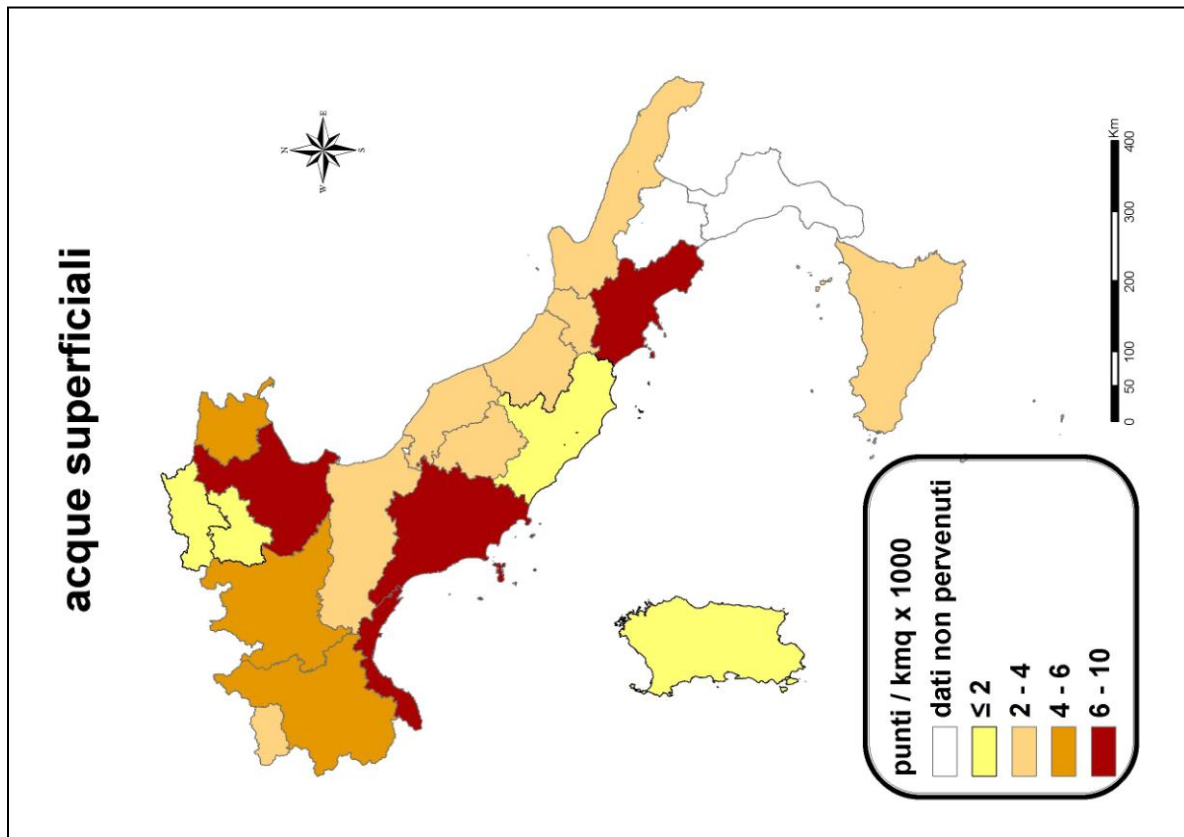 acque superficiali
N
W
E
S
punti / kmq x 1000
dati non pervenuti
≤ 2
2 - 4
4 - 6
6 - 10
0 50 100 200 300 400
Km